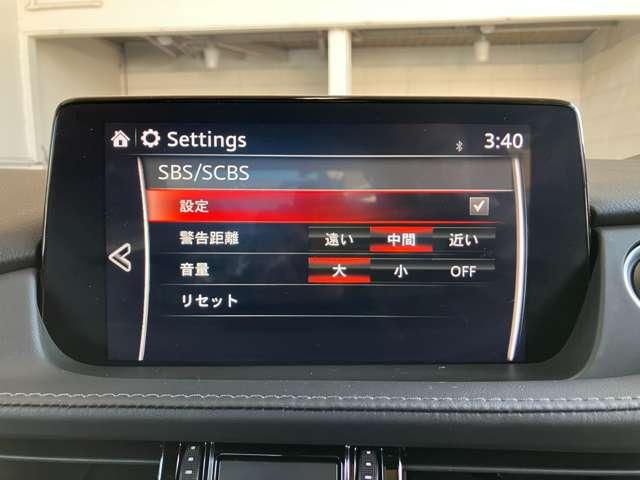 Settings 3:40
SBS/SCBS
設定
警告距離 遠い 中間 近い
音量 大 小 OFF
リセット